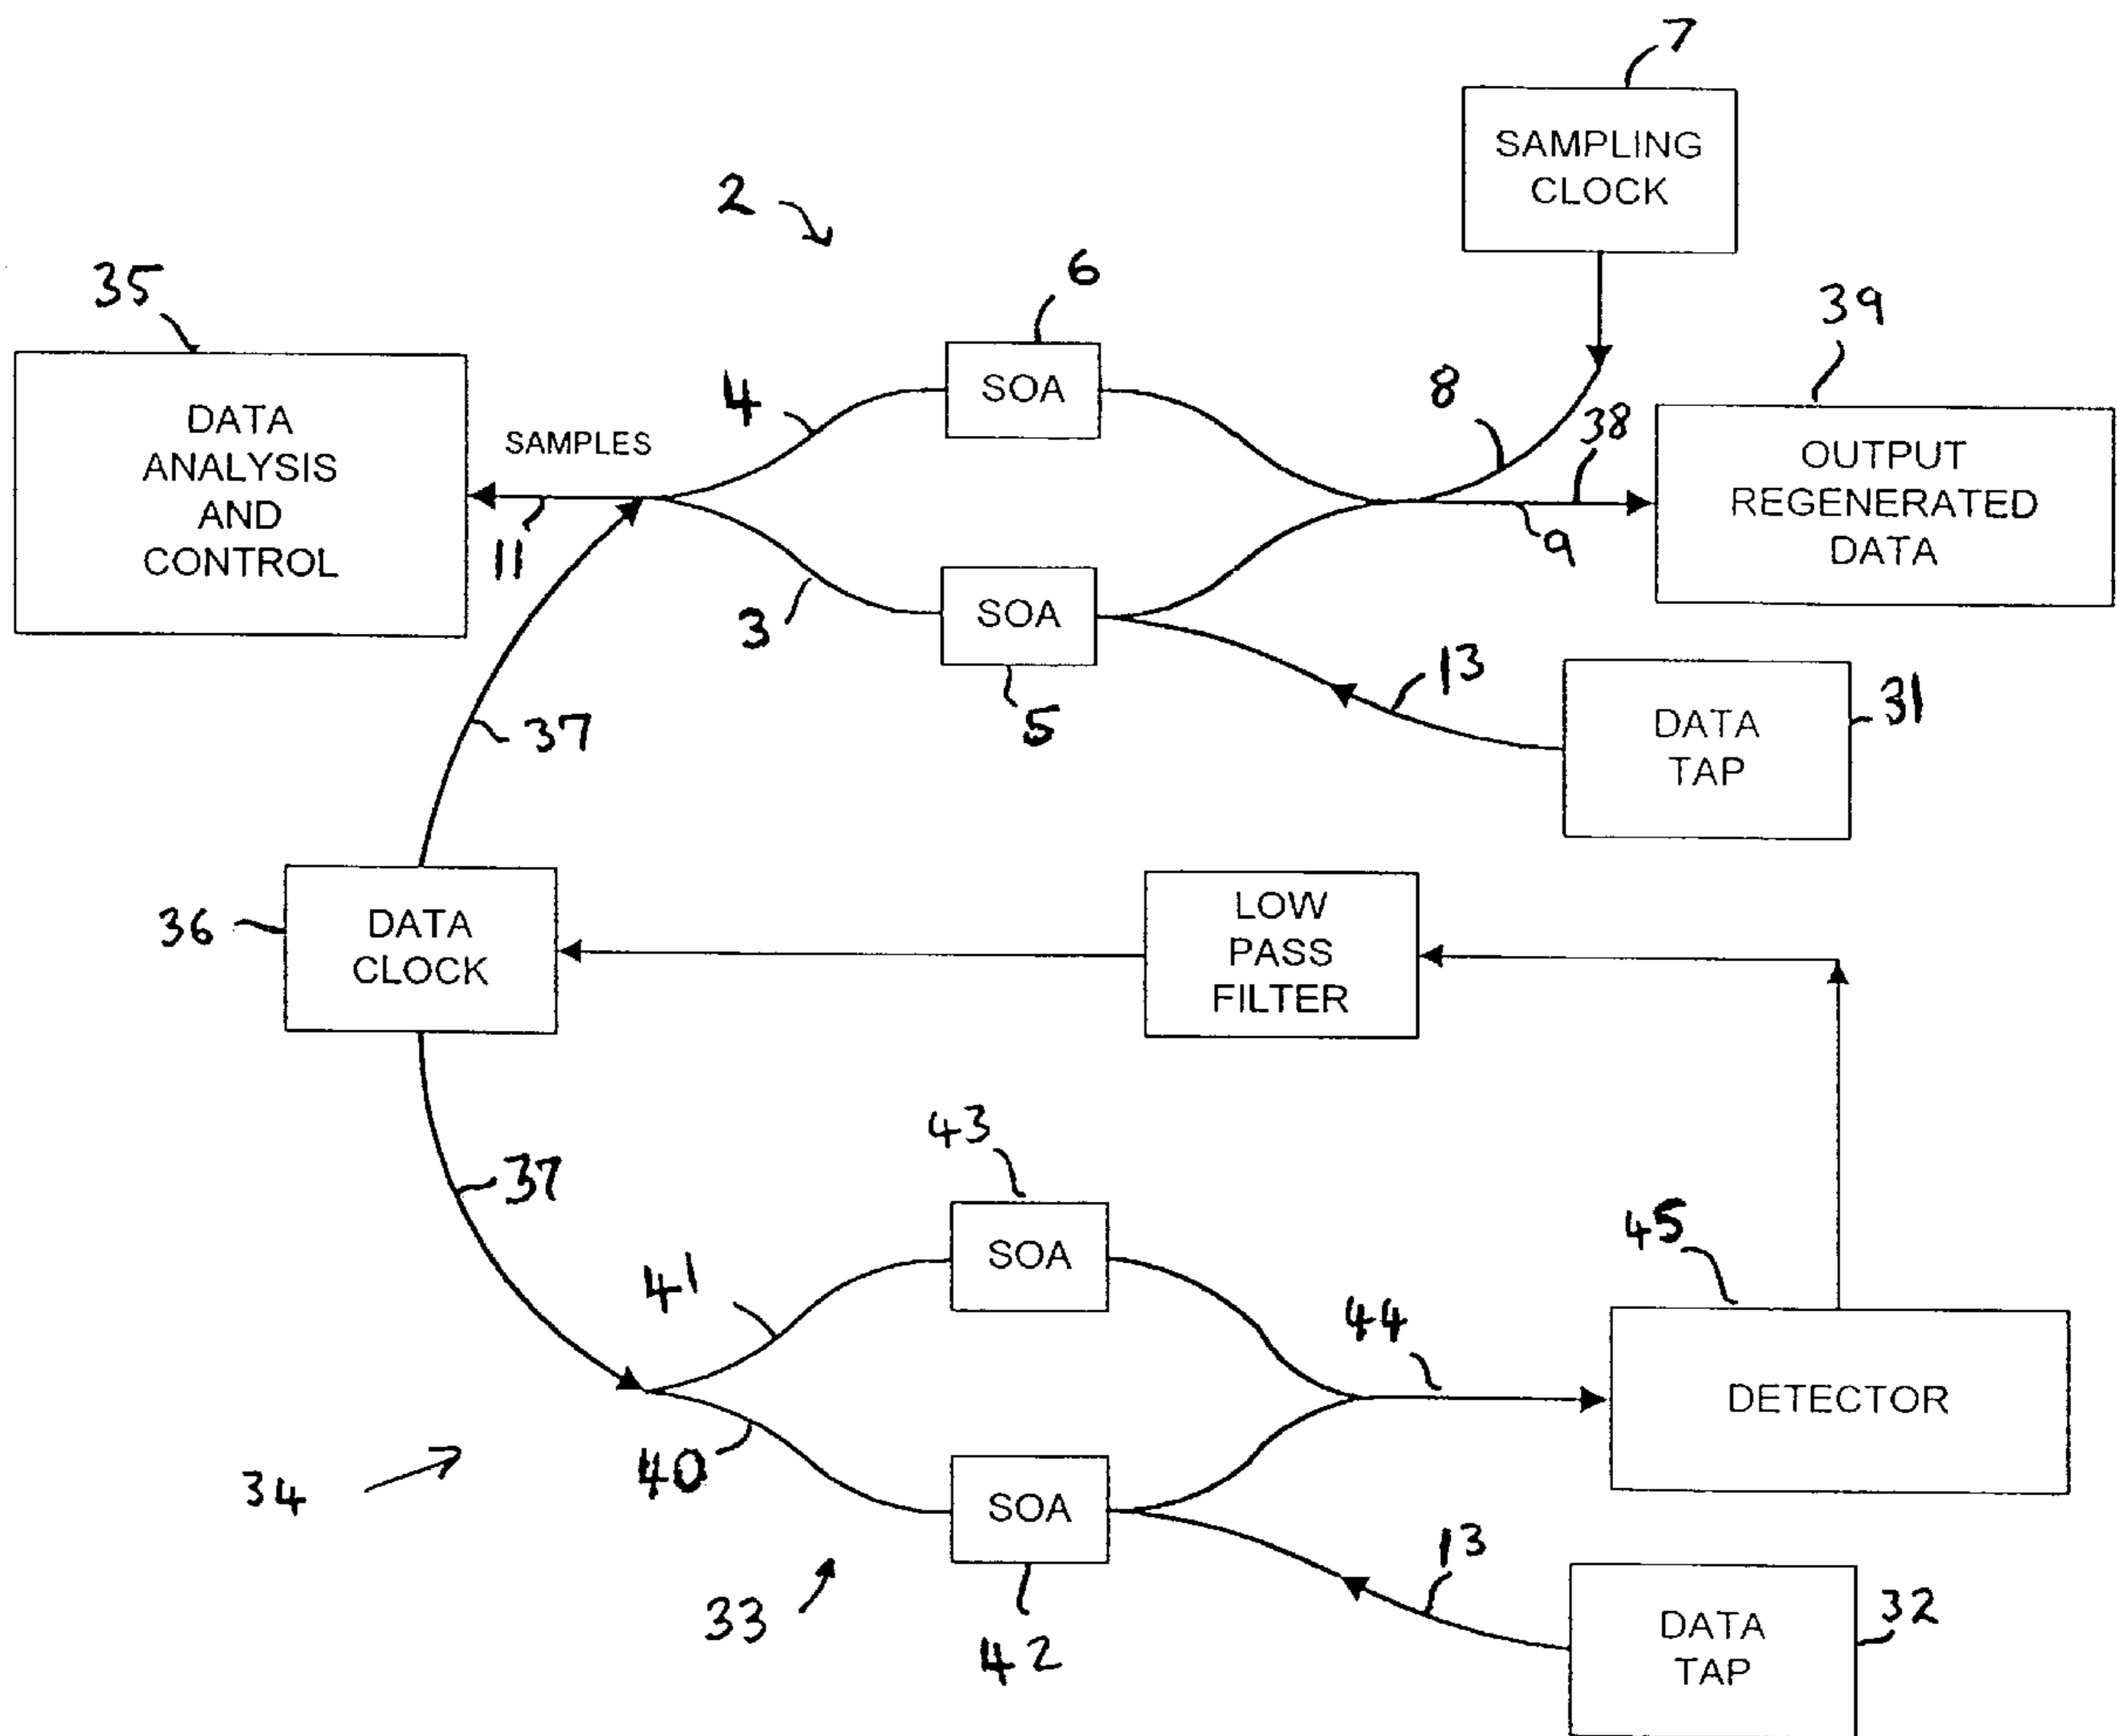 7
SAMPLING
CLOCK
2
6
35
39
SOA
4
8
38
DATA
ANALYSIS
AND
CONTROL
SAMPLES
OUTPUT
REGENERATED
DATA
11
9
3
SOA
5
13
31
DATA
TAP
37
36
DATA
CLOCK
LOW
PASS
FILTER
43
37
45
41
SOA
44
DETECTOR
40
34
SOA
33
42
13
32
DATA
TAP